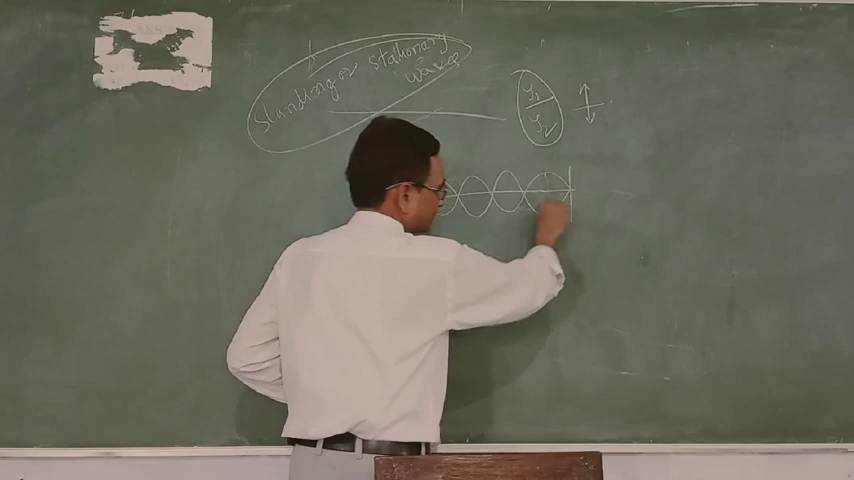 Standing or stationary
wave
y₁
y₂